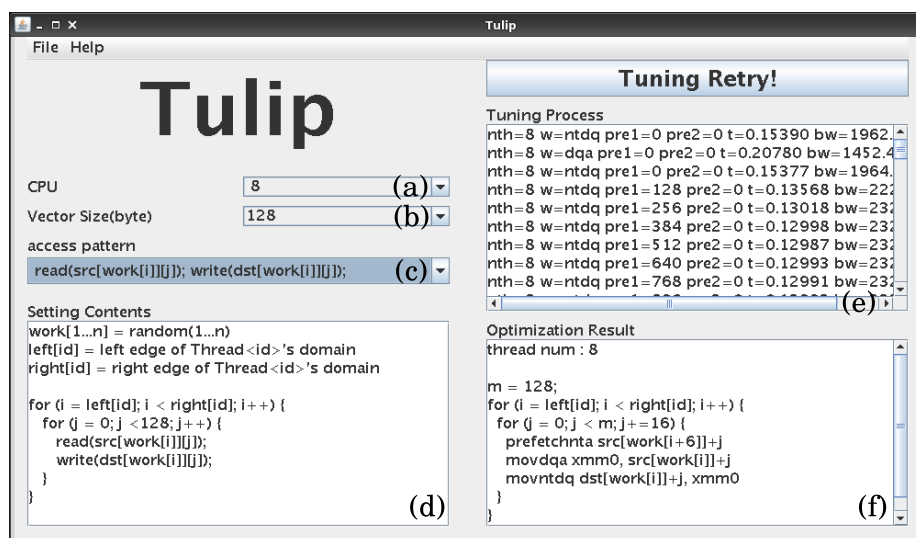 Tulip
File Help
Tulip
CPU 8 (a)
Vector Size(byte) 128 (b)
access pattern
read(src[work[i]][j]); write(dst[work[i]][j]); (c)
Setting Contents
work[1...n] = random(1...n)
left[id] = left edge of Thread<id>'s domain
right[id] = right edge of Thread<id>'s domain
for (i = left[id]; i < right[id]; i++) {
for (j = 0; j <128; j++) {
read(src[work[i]][j]);
write(dst[work[i]][j]);
}
}
(d)
Tuning Retry!
Tuning Process
nth=8 w=ntdq pre1=0 pre2=0 t=0.15390 bw=1962.
nth=8 w=dqa pre1=0 pre2=0 t=0.20780 bw=1452.4
nth=8 w=ntdq pre1=0 pre2=0 t=0.15377 bw=1964.
nth=8 w=ntdq pre1=128 pre2=0 t=0.13568 bw=222
nth=8 w=ntdq pre1=256 pre2=0 t=0.13018 bw=232
nth=8 w=ntdq pre1=384 pre2=0 t=0.12998 bw=232
nth=8 w=ntdq pre1=512 pre2=0 t=0.12987 bw=232
nth=8 w=ntdq pre1=640 pre2=0 t=0.12993 bw=232
nth=8 w=ntdq pre1=768 pre2=0 t=0.12991 bw=232
(e)
Optimization Result
thread num : 8
m = 128;
for (i = left[id]; i < right[id]; i++) {
for (j = 0; j < m; j+=16) {
prefetchnta src[work[i+6]]+j
movdqa xmm0, src[work[i]]+j
movntdq dst[work[i]]+j, xmm0
}
}
(f)